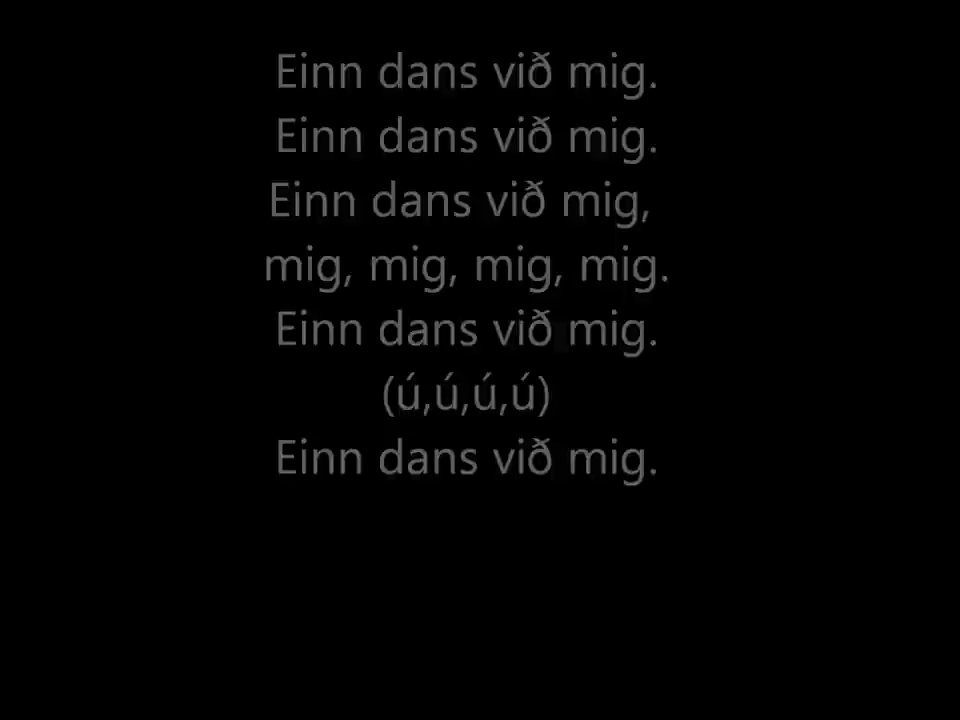 Einn dans við mig.
Einn dans við mig.
Einn dans við mig,
mig, mig, mig, mig.
Einn dans við mig.
(ú,ú,ú,ú)
Einn dans við mig.